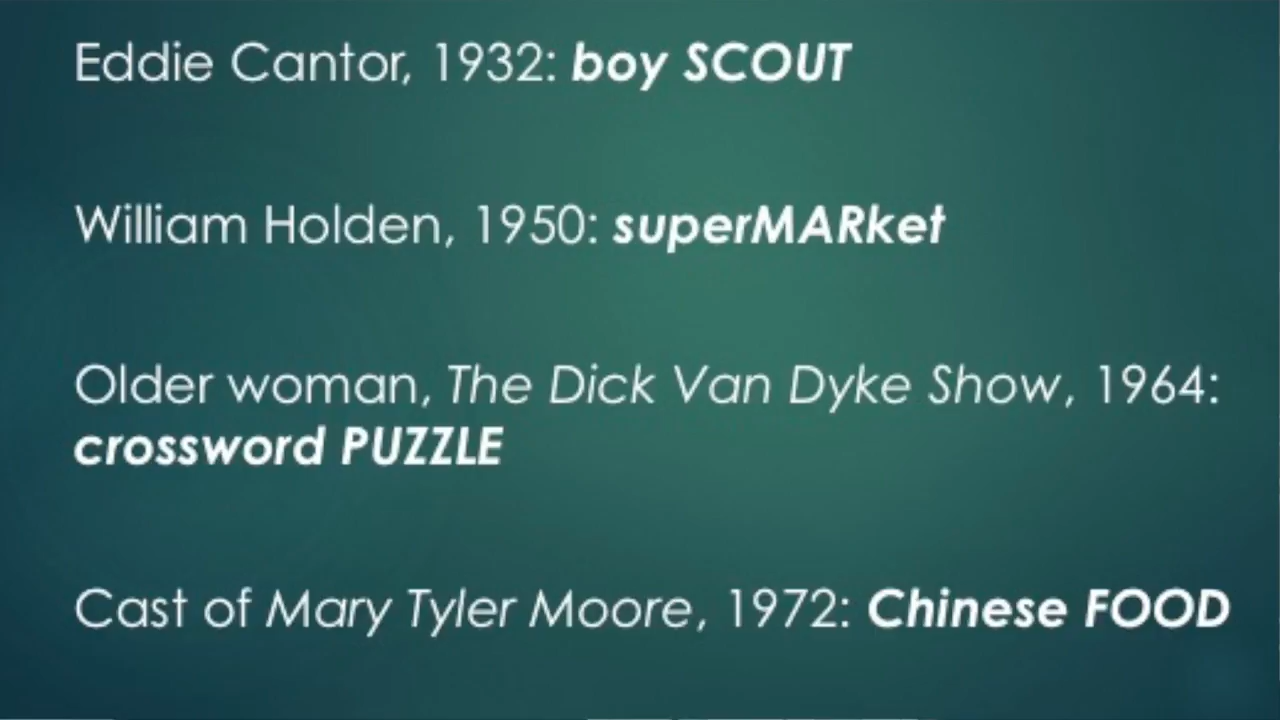 Eddie Cantor, 1932: boy SCOUT
William Holden, 1950: superMARket
Older woman, The Dick Van Dyke Show, 1964:
crossword PUZZLE
Cast of Mary Tyler Moore, 1972: Chinese FOOD